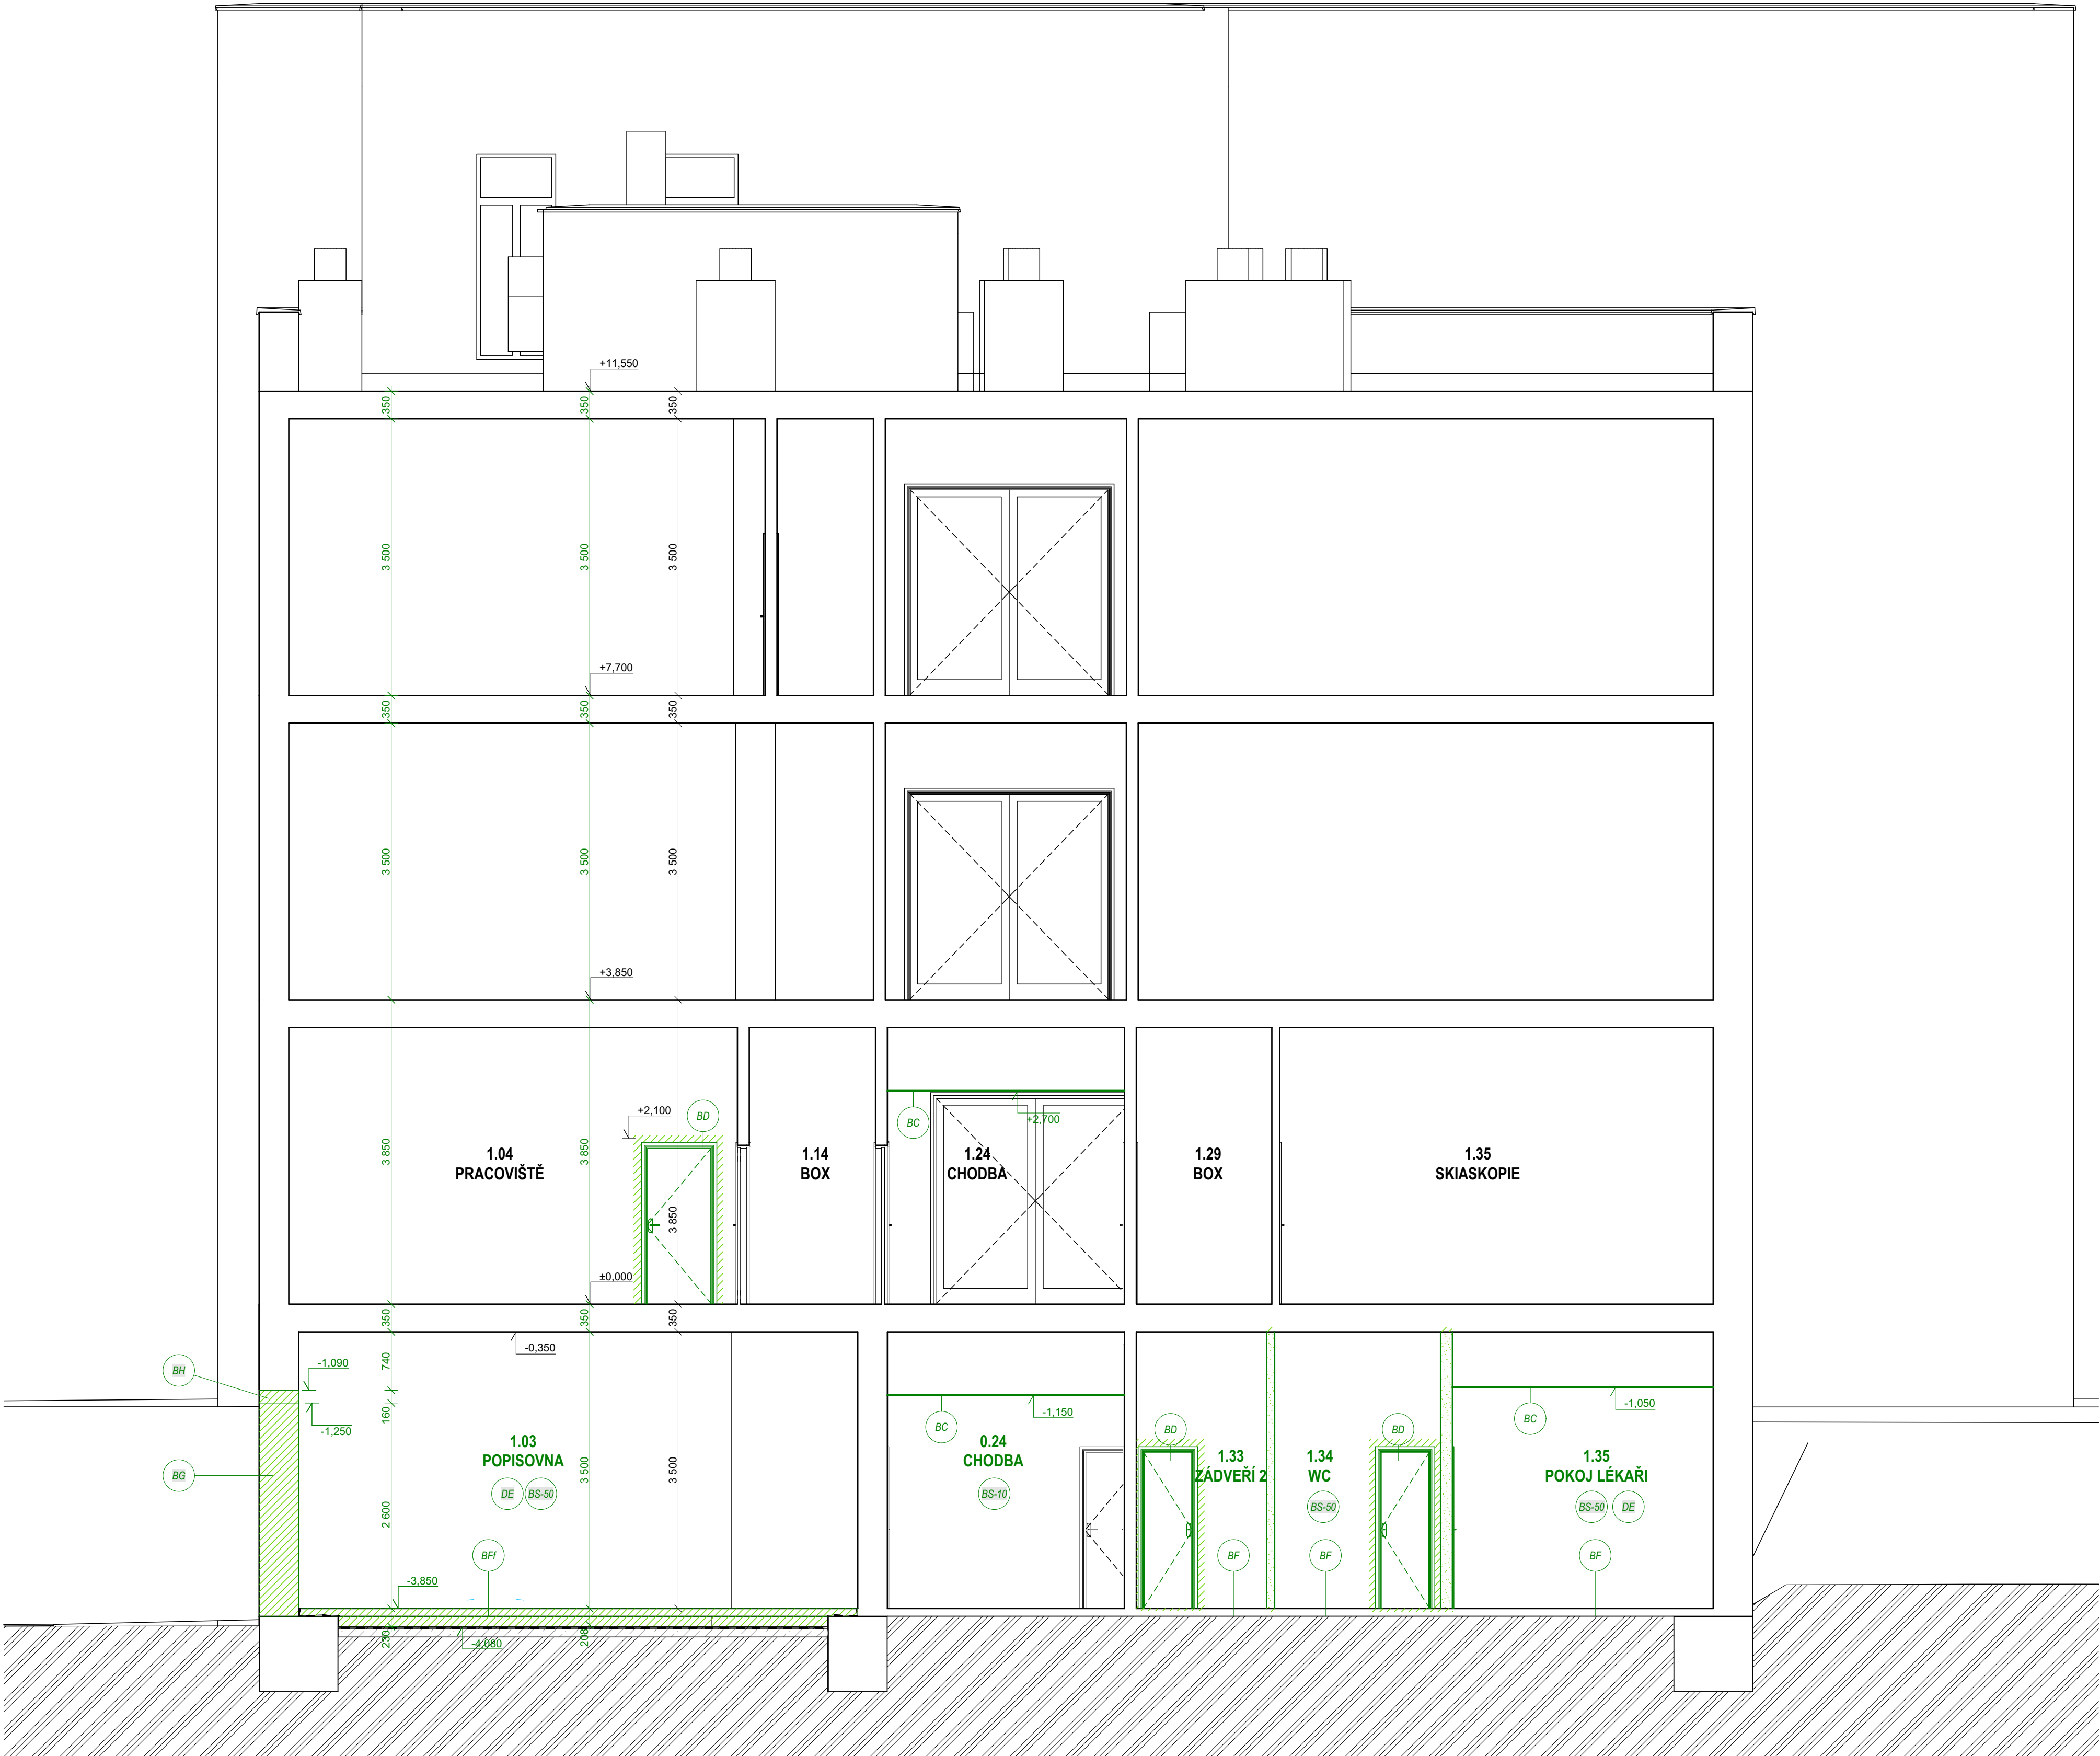 +11,550
350
350
350
3 500
3 500
3 500
+7,700
350
350
350
3 500
3 500
3 500
+3,850
3 850
3 850
3 850
+2,100
BD
BC
+2,700
1.04
PRACOVIŠTĚ
1.14
BOX
1.24
CHODBA
1.29
BOX
1.35
SKIASKOPIE
±0,000
350
350
350
-0,350
BH
-1,090
740
160
-1,250
BG
1.03
POPISOVNA
DE
BS-50
2 600
3 500
3 500
BFf
-3,850
230
-4,080
208
BC
-1,150
0.24
CHODBA
BS-10
BD
1.33
ZÁDVEŘÍ 2
BF
1.34
WC
BS-50
BF
BD
BC
-1,050
1.35
POKOJ LÉKAŘI
BS-50
DE
BF